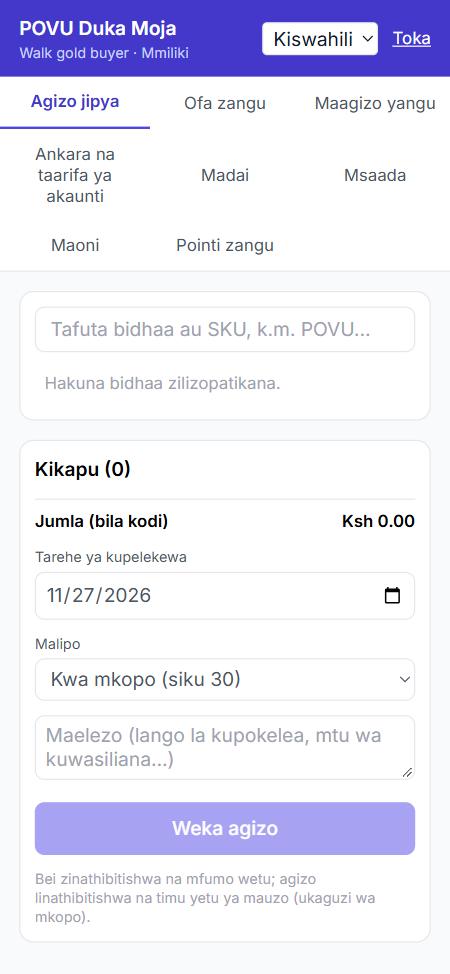 POVU Duka Moja
Walk gold buyer · Mmiliki
Kiswahili
Toka
Agizo jipya
Ofa zangu
Maagizo yangu
Ankara na
taarifa ya
akaunti
Madai
Msaada
Maoni
Pointi zangu
Tafuta bidhaa au SKU, k.m. POVU...
Hakuna bidhaa zilizopatikana.
Kikapu (0)
Jumla (bila kodi)
Ksh 0.00
Tarehe ya kupelekewa
11/27/2026
Malipo
Kwa mkopo (siku 30)
Maelezo (lango la kupokelea, mtu wa
kuwasiliana...)
Weka agizo
Bei zinathibitishwa na mfumo wetu; agizo
linathibitishwa na timu yetu ya mauzo (ukaguzi wa
mkopo).